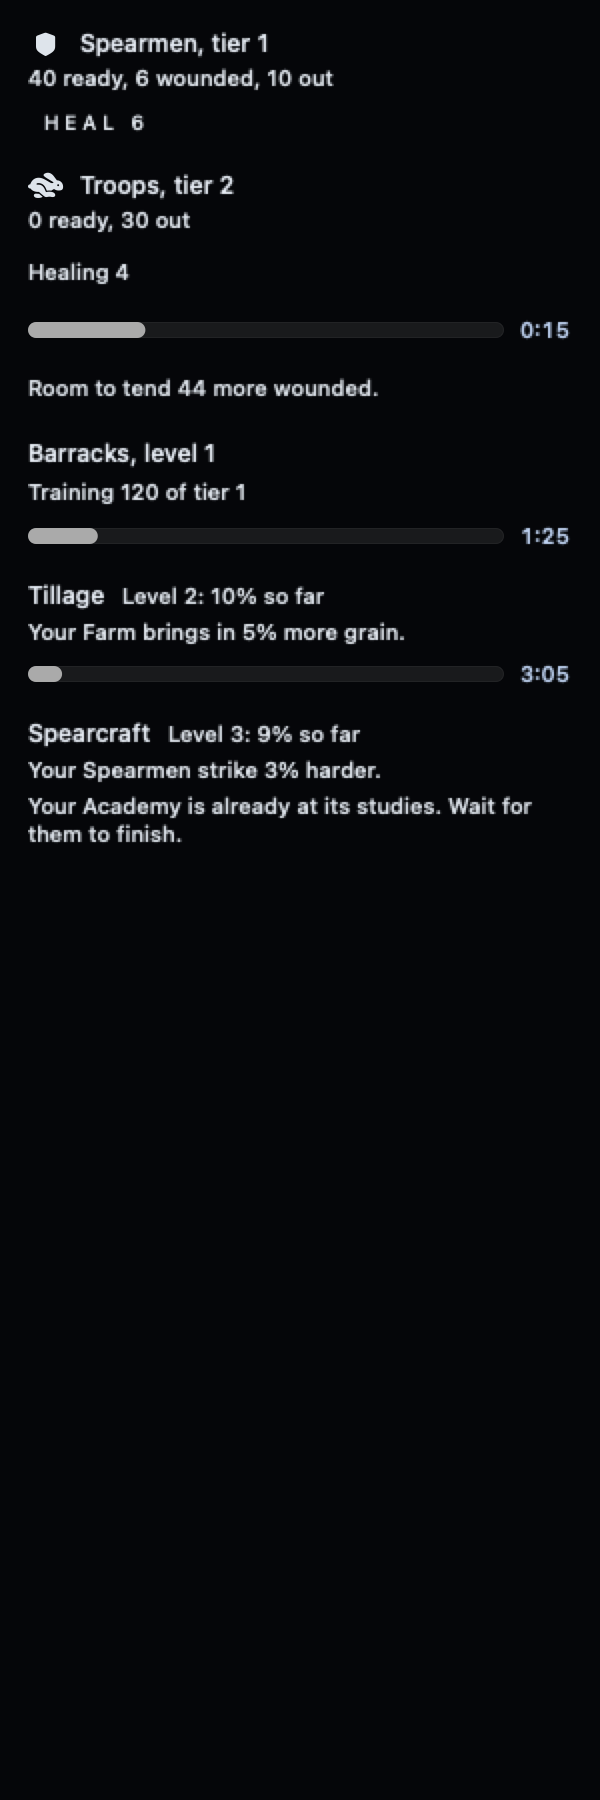 Spearmen, tier 1
40 ready, 6 wounded, 10 out
HEAL 6
Troops, tier 2
0 ready, 30 out
Healing 4
0:15
Room to tend 44 more wounded.
Barracks, level 1
Training 120 of tier 1
1:25
Tillage Level 2: 10% so far
Your Farm brings in 5% more grain.
3:05
Spearcraft Level 3: 9% so far
Your Spearmen strike 3% harder.
Your Academy is already at its studies. Wait for
them to finish.